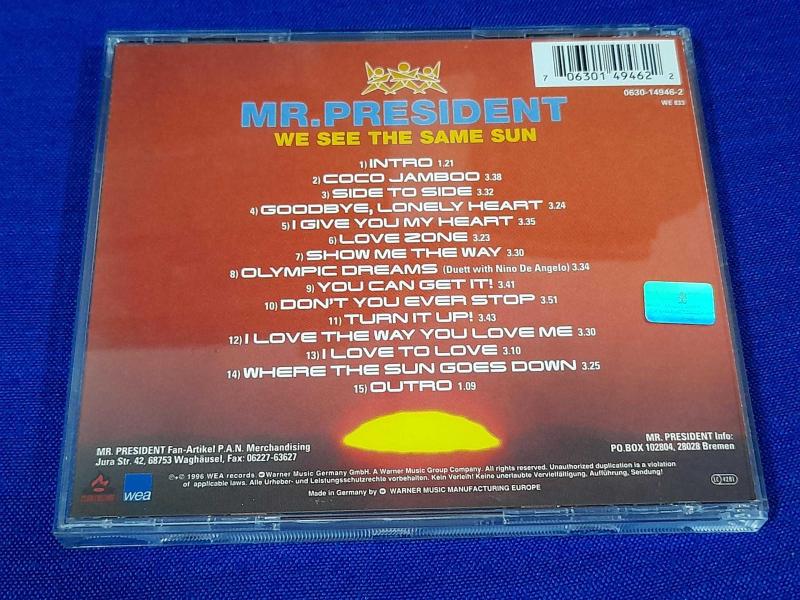 7 06301 49462 2
0630-14946-2
WE 833
MR.PRESIDENT
WE SEE THE SAME SUN
1) INTRO 1.21
2) COCO JAMBOO 3.38
3) SIDE TO SIDE 3.32
4) GOODBYE, LONELY HEART 3.24
5) I GIVE YOU MY HEART 3.35
6) LOVE ZONE 3.23
7) SHOW ME THE WAY 3.30
8) OLYMPIC DREAMS (Duett with Nino De Angelo) 3.34
9) YOU CAN GET IT! 3.41
10) DON'T YOU EVER STOP 3.51
11) TURN IT UP! 3.43
12) I LOVE THE WAY YOU LOVE ME 3.30
13) I LOVE TO LOVE 3.10
14) WHERE THE SUN GOES DOWN 3.25
15) OUTRO 1.09
MR. PRESIDENT Fan-Artikel P.A.N. Merchandising
Jura Str. 42, 68753 Waghäusel, Fax: 06227-63627
MR. PRESIDENT Info:
PO.BOX 102804, 28028 Bremen
wea
℗+© 1996 WEA records Warner Music Germany GmbH. A Warner Music Group Company. All rights reserved. Unauthorized duplication is a violation
of applicable laws. Alle Urheber- und Leistungsschutzrechte vorbehalten. Kein Verleih! Keine unerlaubte Vervielfältigung, Aufführung, Sendung!
Made in Germany by WARNER MUSIC MANUFACTURING EUROPE
LC 4281